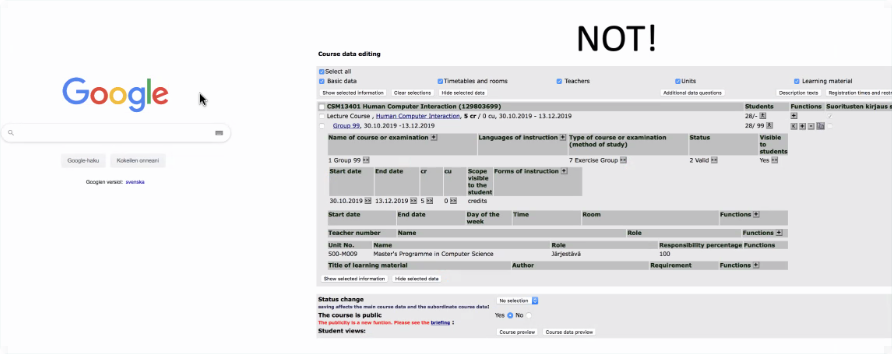 NOT!
Google
Google-haku Kokeilen onneani
Googlen versiot: svenska
Course data editing
Select all
Basic data Timetables and rooms Teachers Units Learning material
Show selected information Clear selections Hide selected data Additional data questions Description texts Registration times and
CSM13401 Human Computer Interaction (129803699) Students Functions Suoritusten kirjaus
Lecture Course , Human Computer Interaction, 5 cr / 0 cu, 30.10.2019 - 13.12.2019 28/-
Group 99, 30.10.2019 -13.12.2019 28/ 99
Name of course or examination Languages of instruction Type of course or examination (method of study) Status Visible to students
1 Group 99 7 Exercise Group 2 Valid Yes
Start date End date cr cu Scope visible to the student Forms of instruction
30.10.2019 13.12.2019 5 0 credits
Start date End date Day of the week Time Room Functions
Teacher number Name Role Functions
Unit No. Name Role Responsibility percentage Functions
500-M009 Master's Programme in Computer Science Järjestävä 100
Title of learning material Author Requirement Functions
Show selected information Hide selected data
Status change No selection
saving affects the main course data and the subordinate course data!
The course is public Yes No
The publicity is a new funtion. Please see the briefing :
Student views: Course preview Course data preview